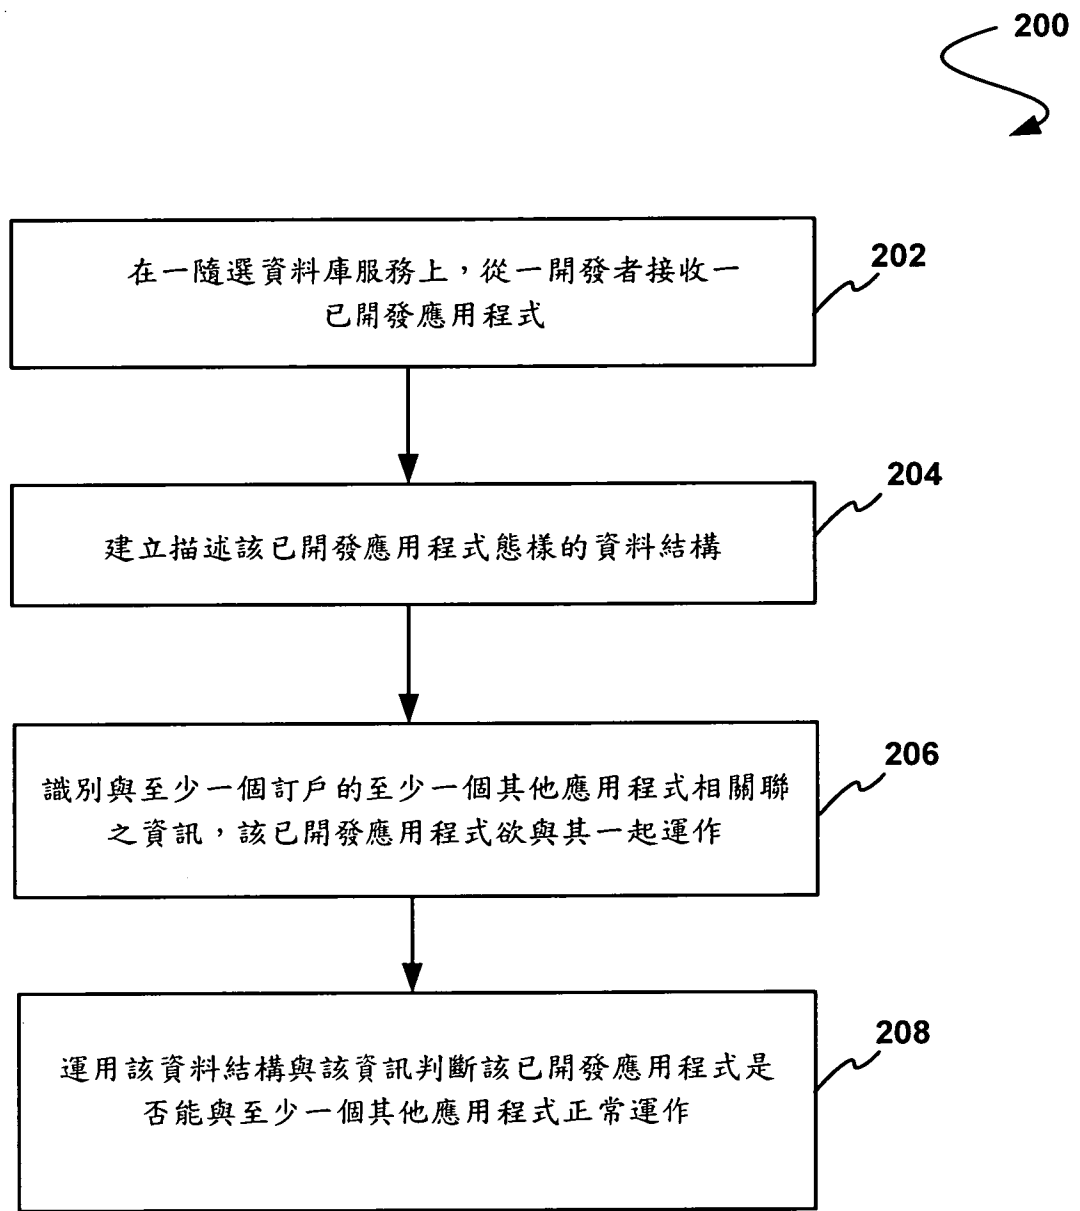 200
在一隨選資料庫服務上，從一開發者接收一
已開發應用程式
202
建立描述該已開發應用程式態樣的資料結構
204
識別與至少一個訂戶的至少一個其他應用程式相關聯
之資訊，該已開發應用程式欲與其一起運作
206
運用該資料結構與該資訊判斷該已開發應用程式是
否能與至少一個其他應用程式正常運作
208